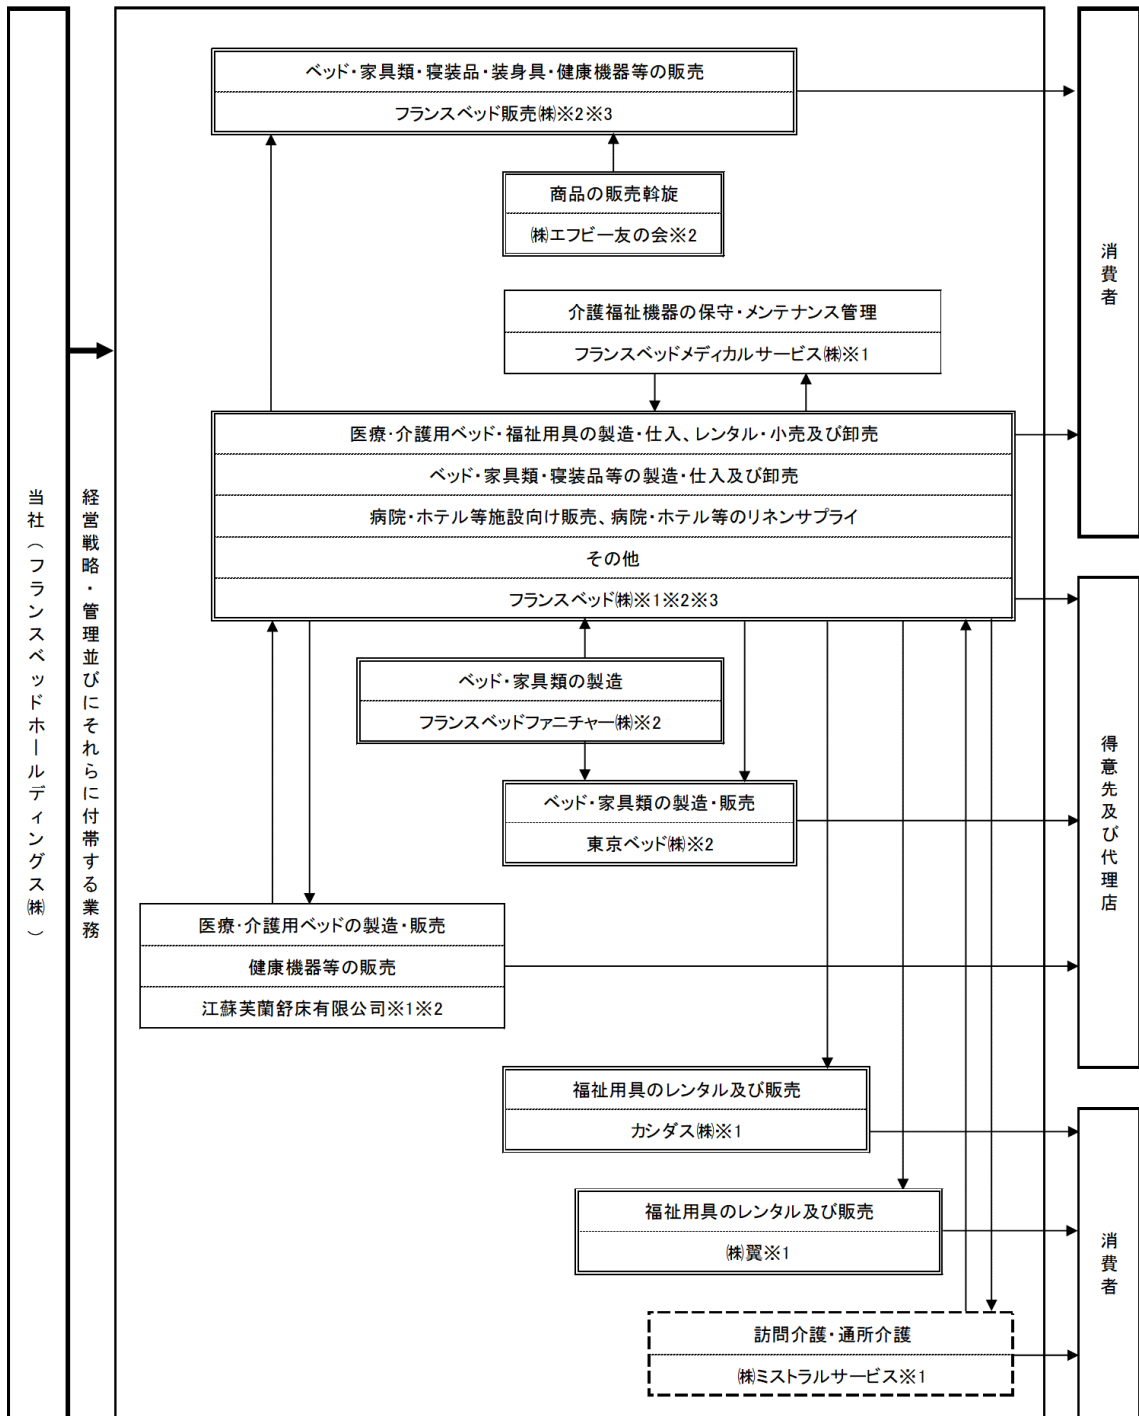 当社（フランスベッドホールディングス㈱）
経営戦略・管理並びにそれらに付帯する業務
ベッド・家具類・寝装品・装身具・健康機器等の販売
フランスベッド販売㈱※2※3
商品の販売斡旋
㈱エフビー友の会※2
介護福祉機器の保守・メンテナンス管理
フランスベッドメディカルサービス㈱※1
医療・介護用ベッド・福祉用具の製造・仕入、レンタル・小売及び卸売
ベッド・家具類・寝装品等の製造・仕入及び卸売
病院・ホテル等施設向け販売、病院・ホテル等のリネンサプライ
その他
フランスベッド㈱※1※2※3
ベッド・家具類の製造
フランスベッドファニチャー㈱※2
ベッド・家具類の製造・販売
東京ベッド㈱※2
医療・介護用ベッドの製造・販売
健康機器等の販売
江蘇芙蘭舒床有限公司※1※2
福祉用具のレンタル及び販売
カシダス㈱※1
福祉用具のレンタル及び販売
㈱翼※1
訪問介護・通所介護
㈱ミストラルサービス※1
消費者
得意先及び代理店
消費者